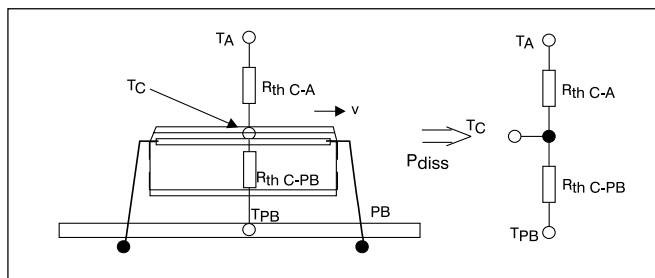 TA
Rth C-A
TC
v
Rth C-PB
TPB
PB
Pdiss
TA
Rth C-A
TC
Rth C-PB
TPB